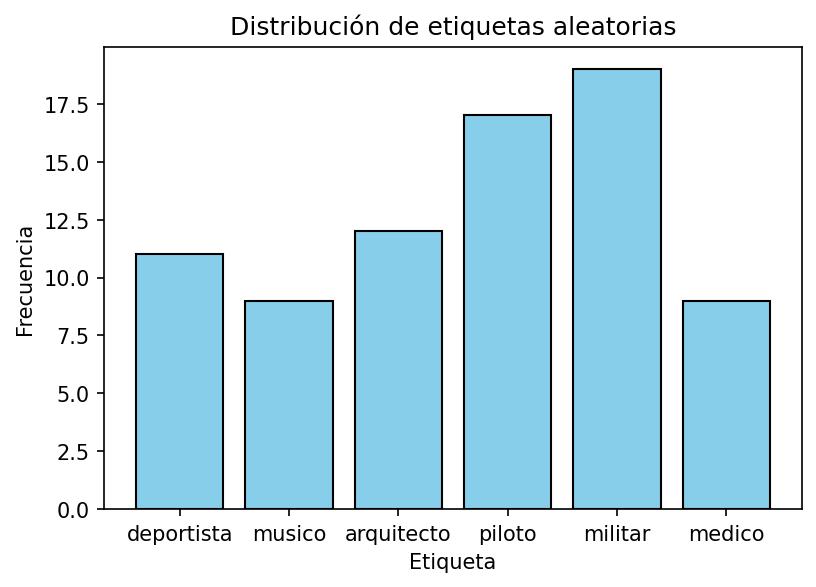 Distribución de etiquetas aleatorias
Frecuencia
17.5
15.0
12.5
10.0
7.5
5.0
2.5
0.0
deportista musico arquitecto piloto militar medico
Etiqueta